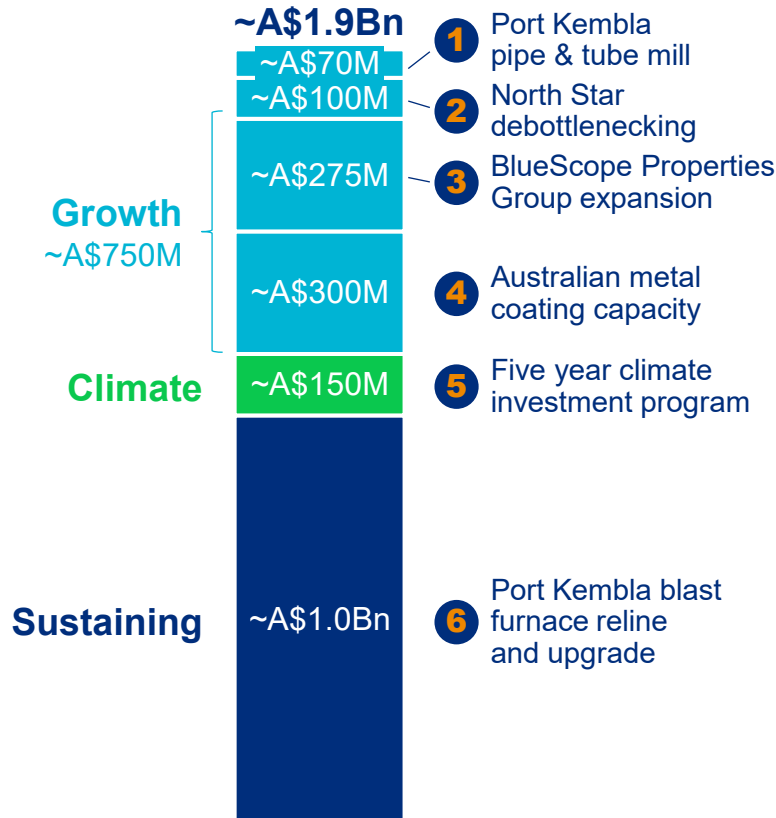 ~A$1.9Bn
~A$70M
1
Port Kembla
pipe & tube mill
~A$100M
2
North Star
debottlenecking
Growth
~A$750M
~A$275M
3
BlueScope Properties
Group expansion
~A$300M
4
Australian metal
coating capacity
Climate
~A$150M
5
Five year climate
investment program
Sustaining
~A$1.0Bn
6
Port Kembla blast
furnace reline
and upgrade